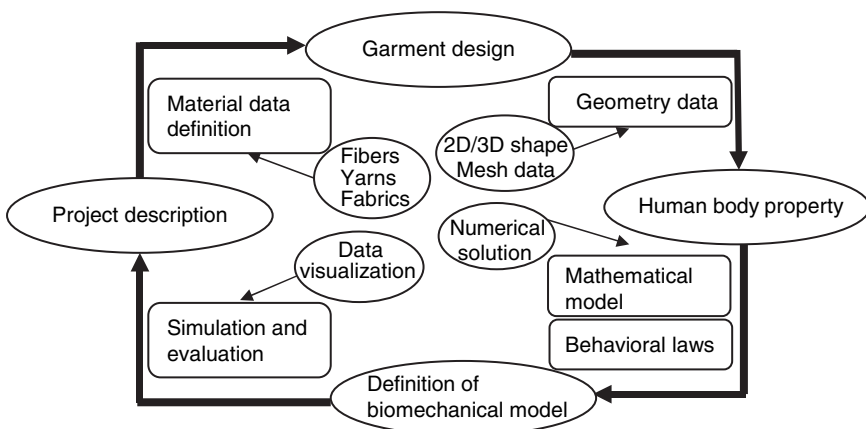 Garment design
Material data
definition
Geometry data
Fibers
Yarns
Fabrics
2D/3D shape
Mesh data
Project description
Human body property
Data
visualization
Numerical
solution
Simulation and
evaluation
Mathematical
model
Behavioral laws
Definition of
biomechanical model